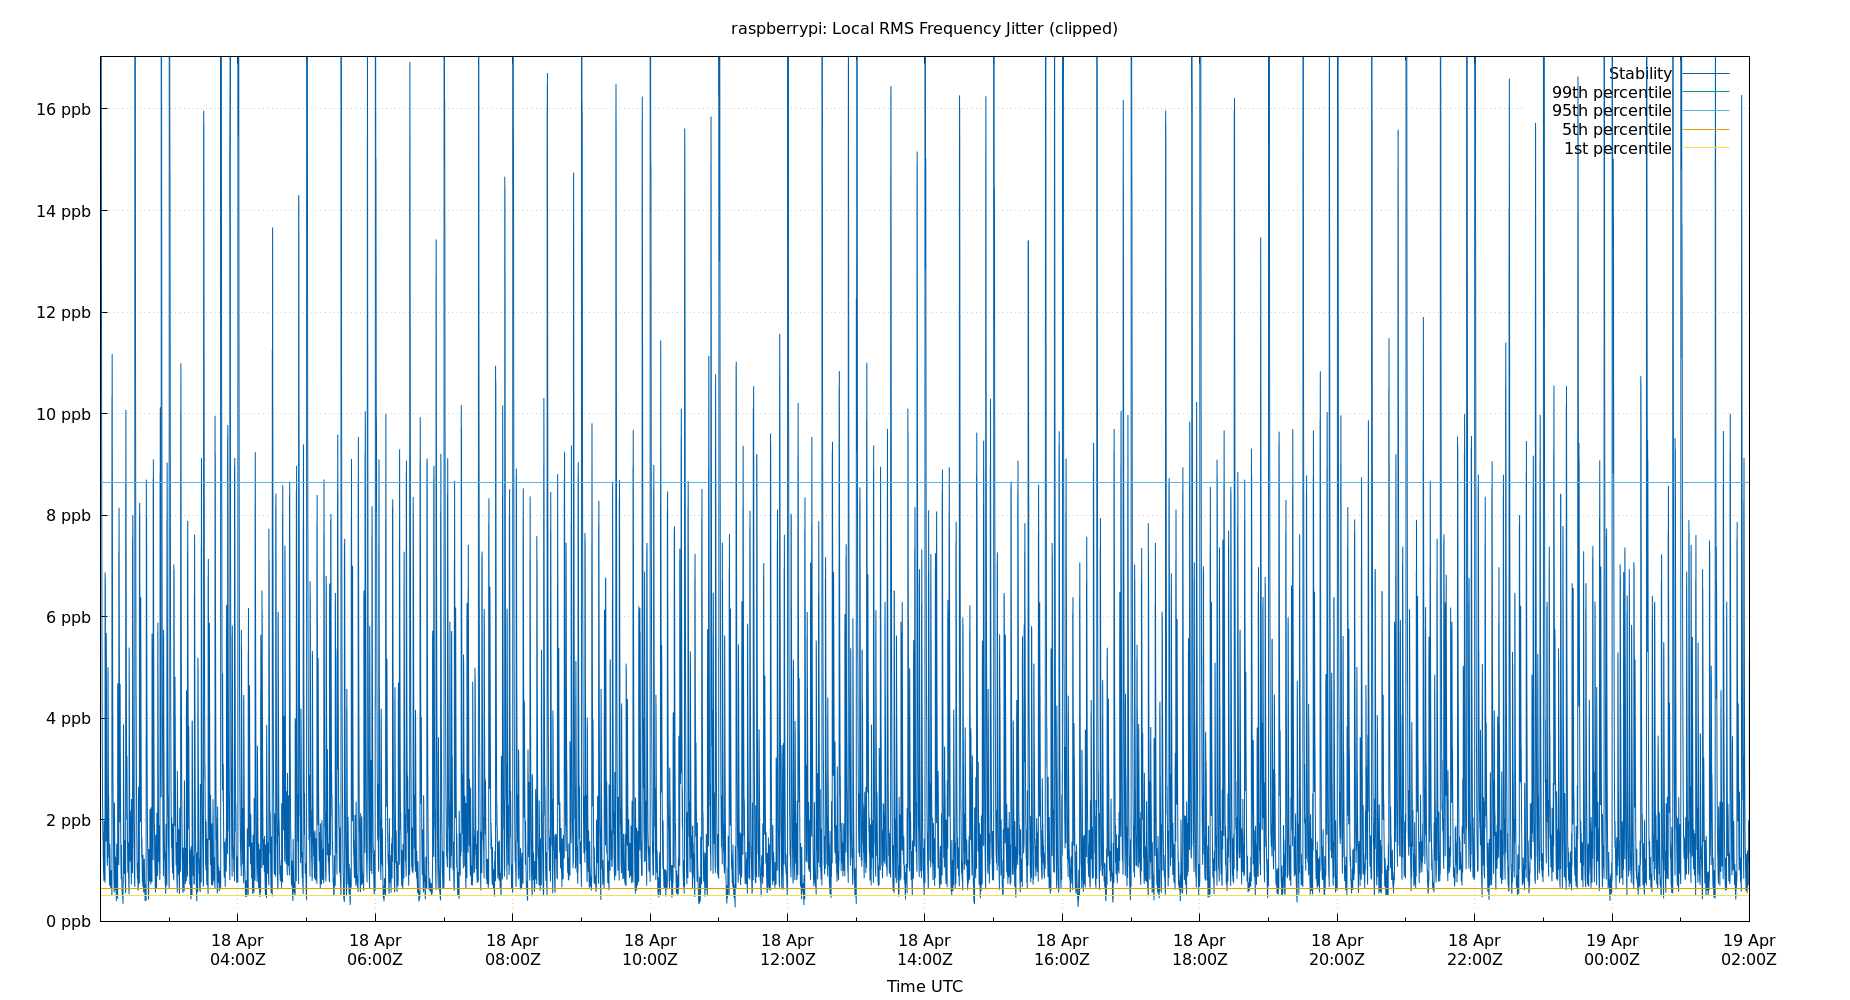 raspberrypi: Local RMS Frequency Jitter (clipped)
Stability
99th percentile
95th percentile
5th percentile
1st percentile
16 ppb
14 ppb
12 ppb
10 ppb
8 ppb
6 ppb
4 ppb
2 ppb
0 ppb
18 Apr 18 Apr 18 Apr 18 Apr 18 Apr 18 Apr 18 Apr 18 Apr 18 Apr 18 Apr 19 Apr 19 Apr
04:00Z 06:00Z 08:00Z 10:00Z 12:00Z 14:00Z 16:00Z 18:00Z 20:00Z 22:00Z 00:00Z 02:00Z
Time UTC